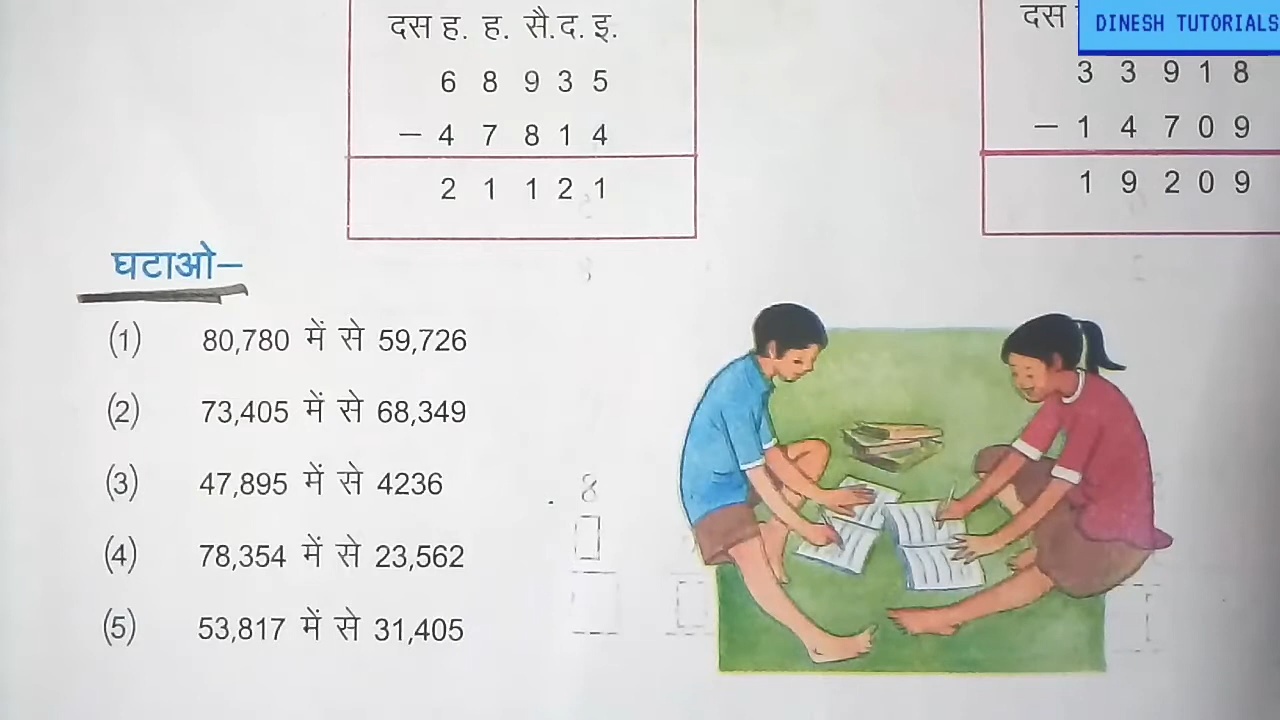 दस ह. ह. सै.द. इ.
6 8 9 3 5
– 4 7 8 1 4
2 1 1 2 1
दस
DINESH TUTORIALS
3 3 9 1 8
– 1 4 7 0 9
1 9 2 0 9
घटाओ–
(1) 80,780 में से 59,726
(2) 73,405 में से 68,349
(3) 47,895 में से 4236
(4) 78,354 में से 23,562
(5) 53,817 में से 31,405